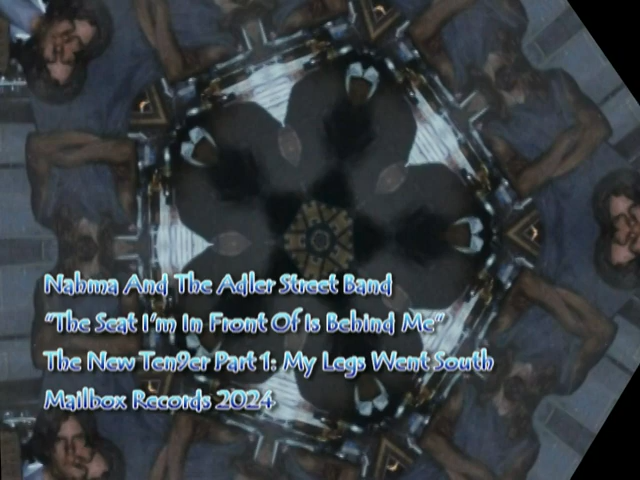 Nahma And The Adler Street Band
"The Seat I'm In Front Of Is Behind Me"
The New Ten9er Part 1: My Legs Went South
Mailbox Records 2024